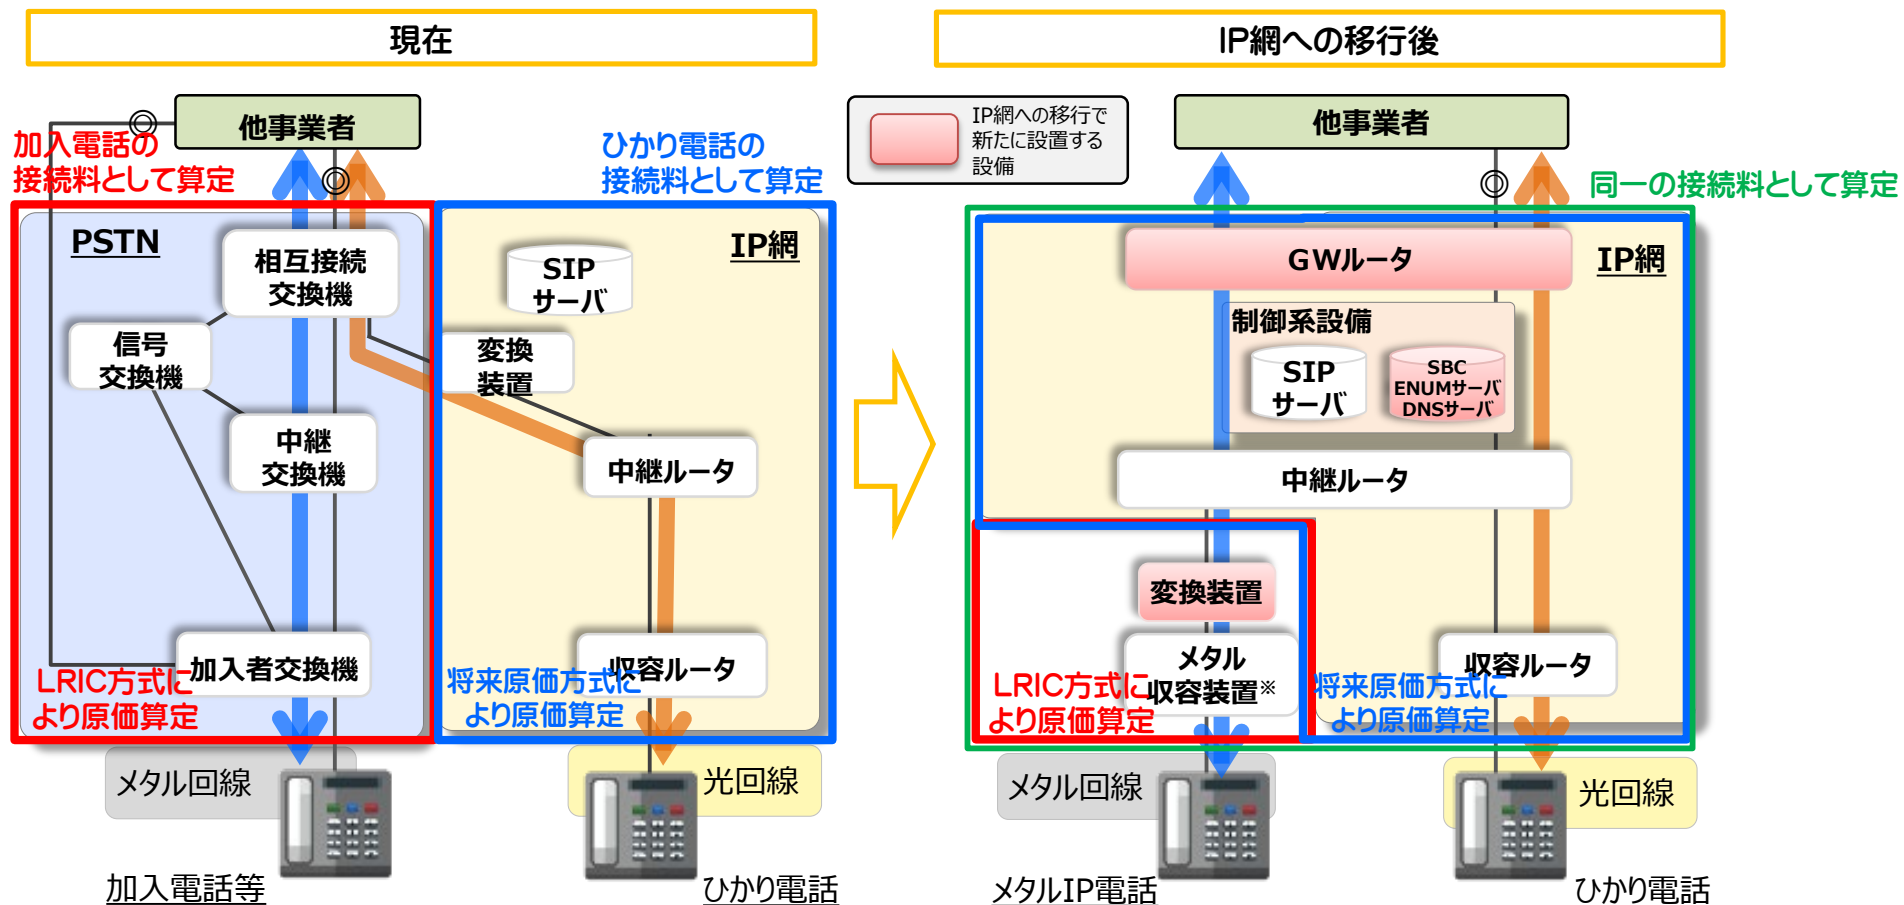 現在
他事業者
加入電話の
接続料として算定
ひかり電話の
接続料として算定
PSTN
相互接続
交換機
信号
交換機
中継
交換機
加入者交換機
LRIC方式に
より原価算定
IP網
SIP
サーバ
変換
装置
中継ルータ
収容ルータ
将来原価方式に
より原価算定
メタル回線
光回線
加入電話等
ひかり電話
IP網への移行後
IP網への移行で
新たに設置する
設備
他事業者
同一の接続料として算定
GWルータ
IP網
制御系設備
SIP
サーバ
SBC
ENUMサーバ
DNSサーバ
中継ルータ
変換装置
メタル
収容装置※
収容ルータ
LRIC方式に
より原価算定
将来原価方式に
より原価算定
メタル回線
光回線
メタルIP電話
ひかり電話